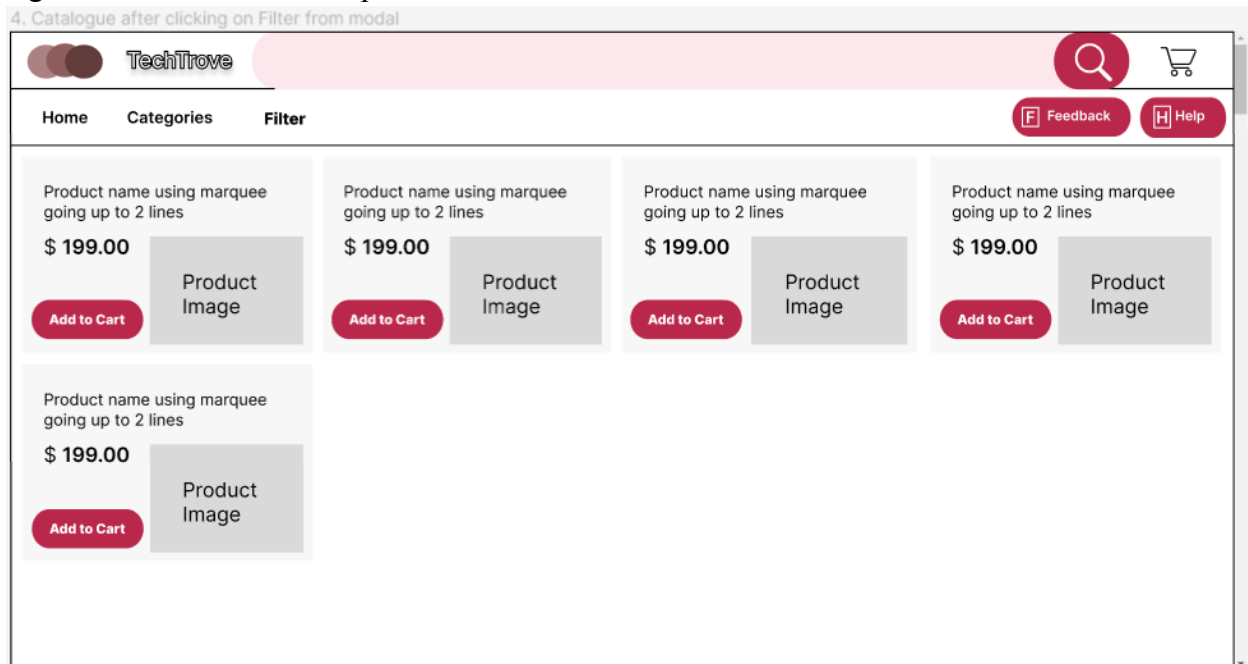 4. Catalogue after clicking on Filter from modal
TechTrove
Home Categories Filter F Feedback H Help
Product name using marquee
going up to 2 lines
$ 199.00
Product
Image
Add to Cart
Product name using marquee
going up to 2 lines
$ 199.00
Product
Image
Add to Cart
Product name using marquee
going up to 2 lines
$ 199.00
Product
Image
Add to Cart
Product name using marquee
going up to 2 lines
$ 199.00
Product
Image
Add to Cart
Product name using marquee
going up to 2 lines
$ 199.00
Product
Image
Add to Cart